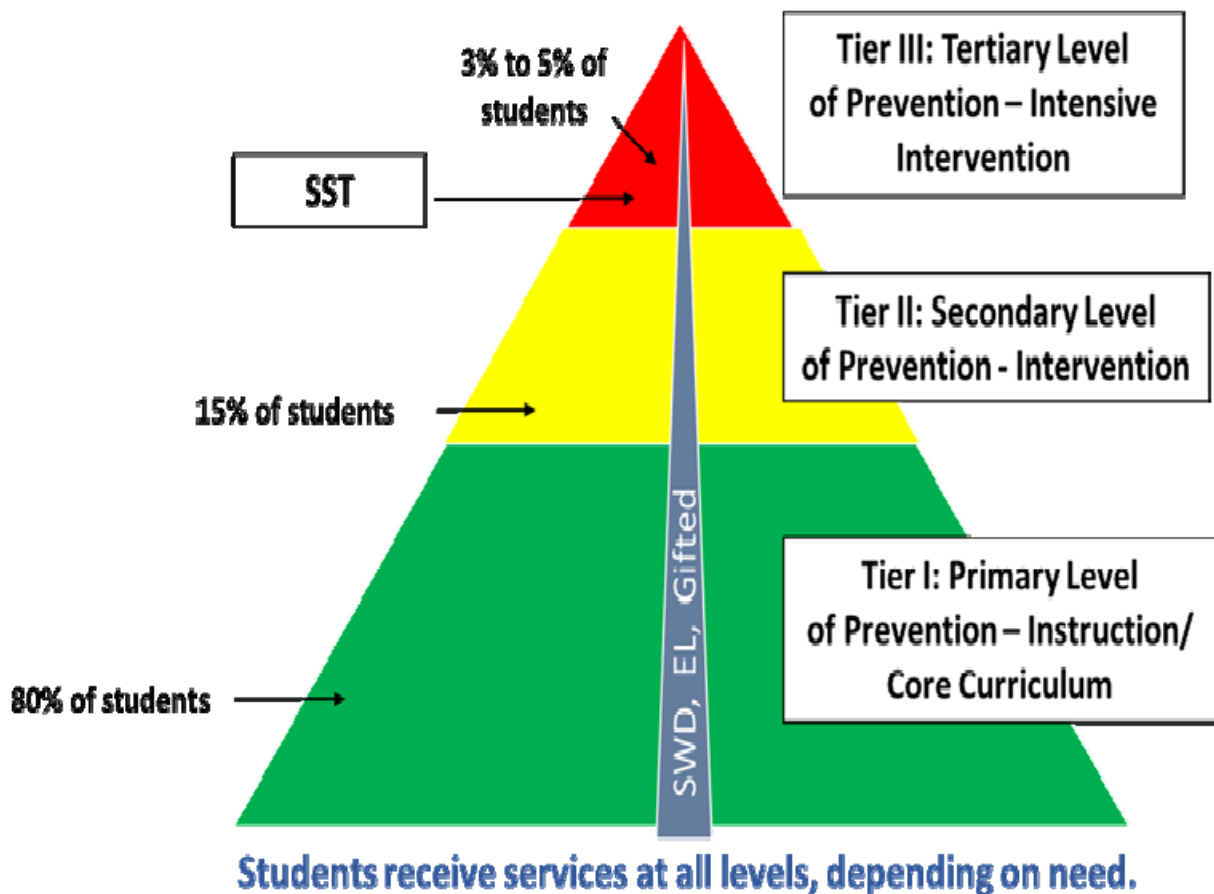 3% to 5% of
students
Tier III: Tertiary Level
of Prevention – Intensive
Intervention
SST
Tier II: Secondary Level
of Prevention - Intervention
15% of students
SWD, EL, Gifted
Tier I: Primary Level
of Prevention – Instruction/
Core Curriculum
80% of students
Students receive services at all levels, depending on need.